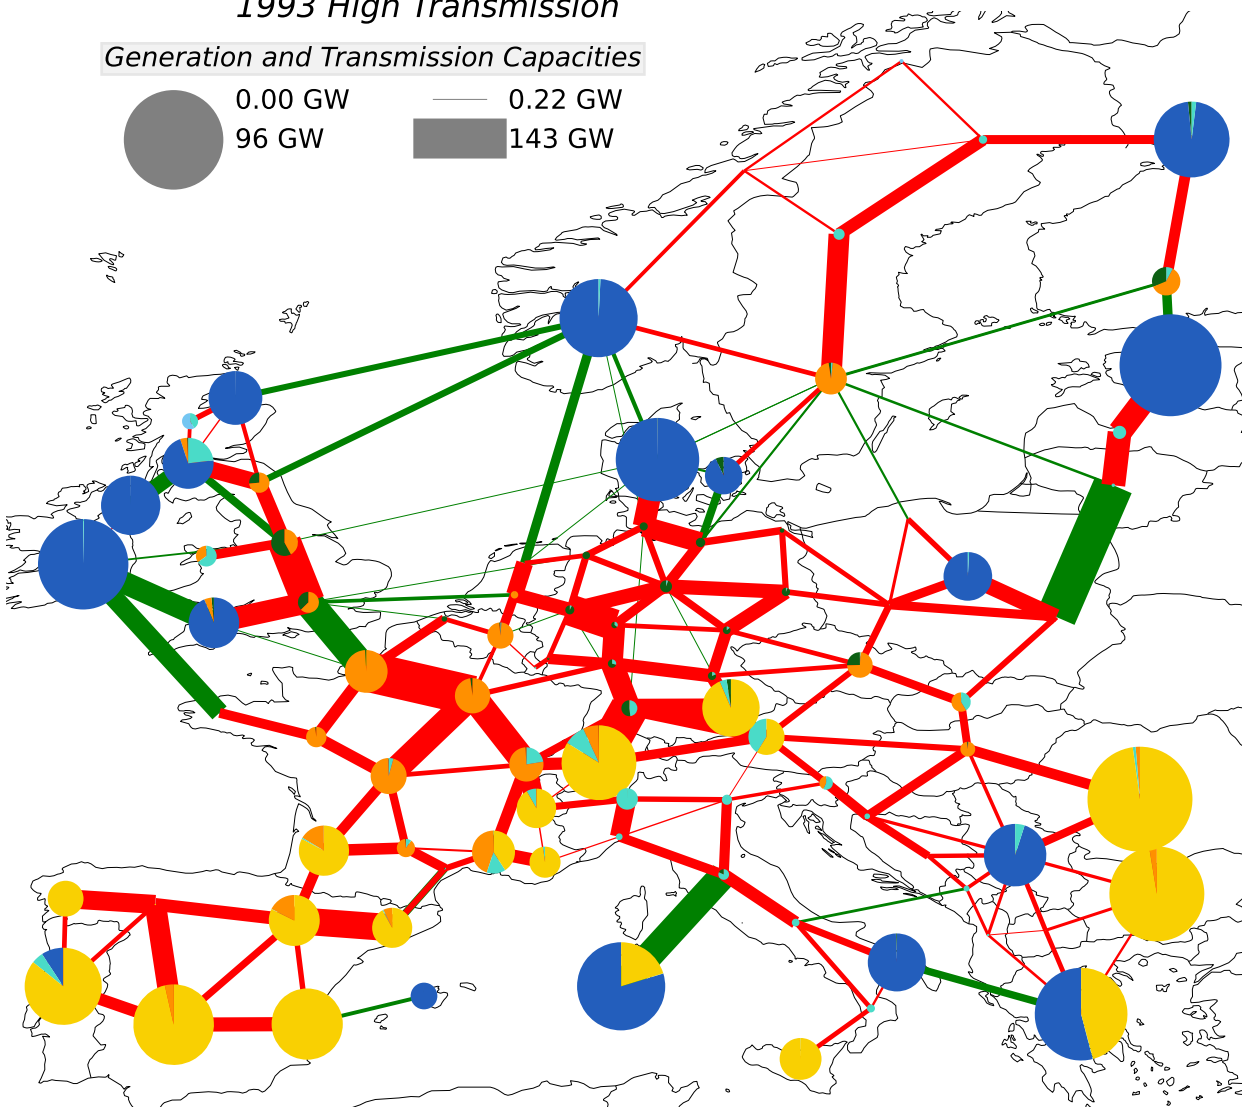 1993 High Transmission
Generation and Transmission Capacities
0.00 GW 0.22 GW
96 GW 143 GW